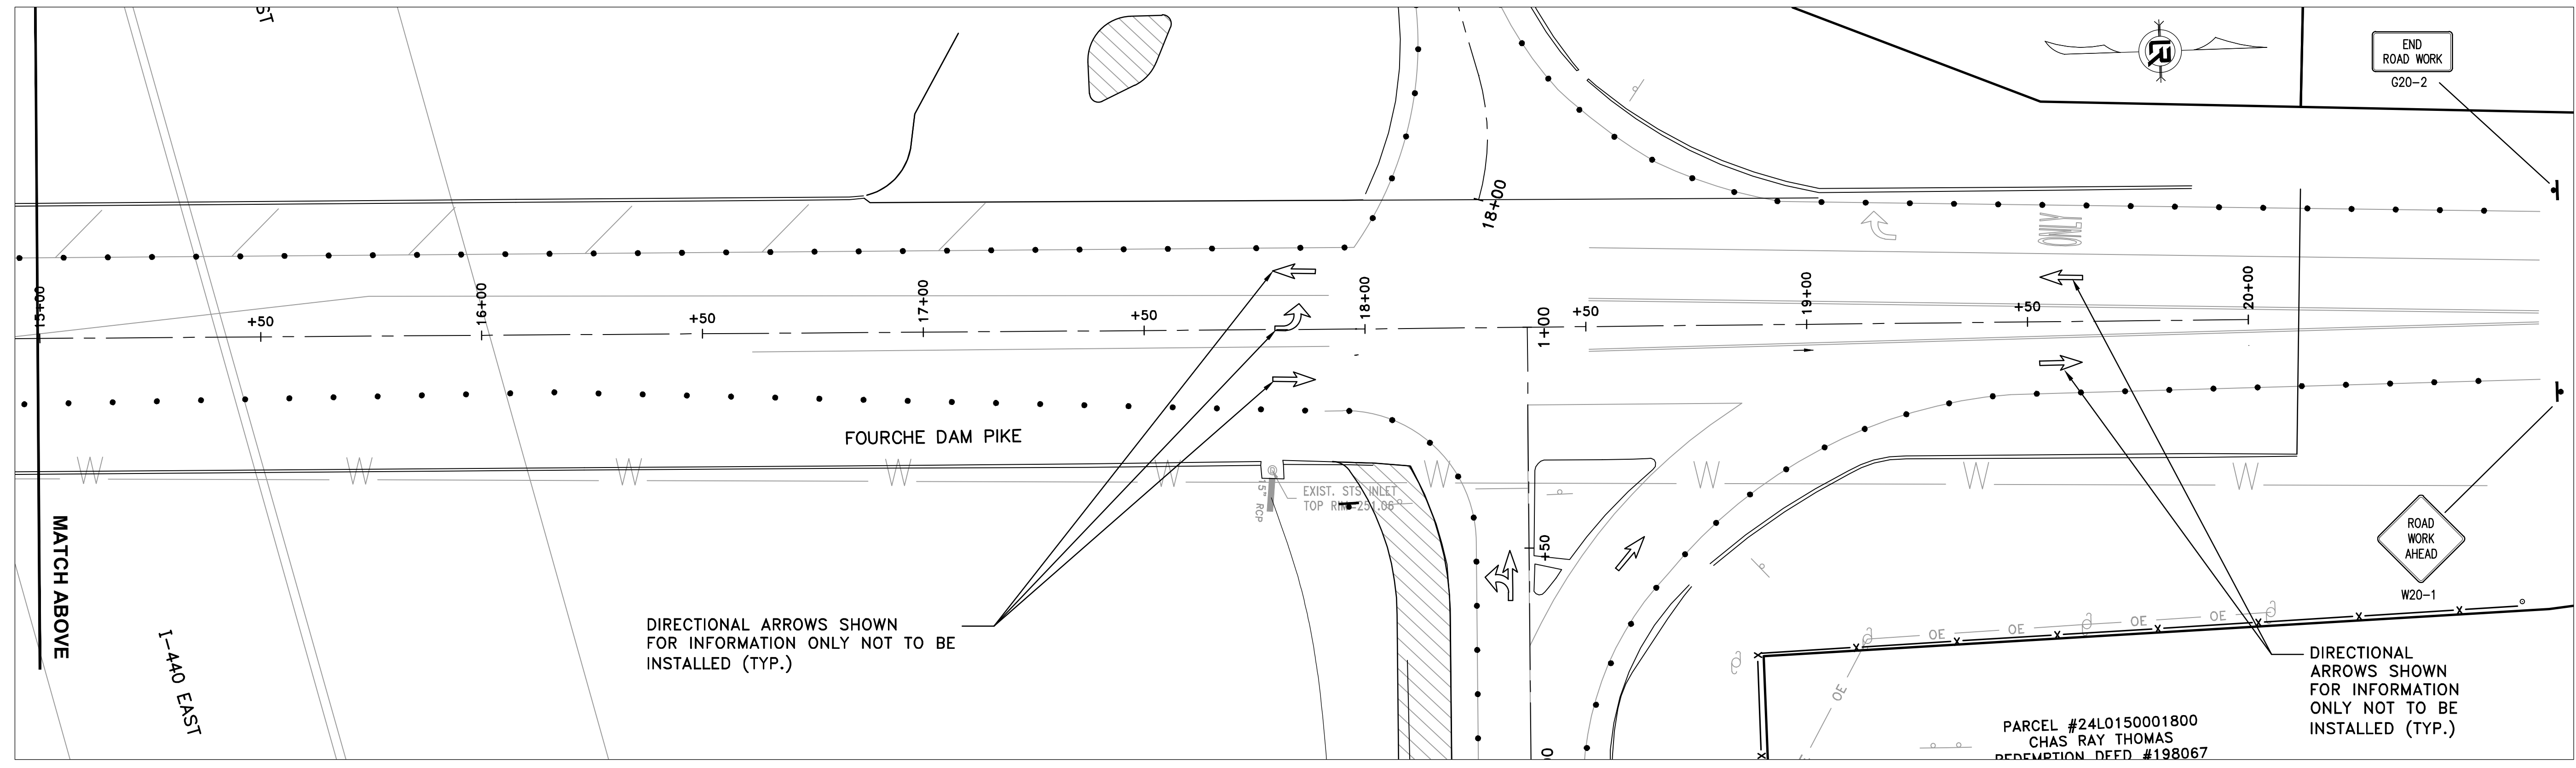 ST
END
ROAD WORK
G20-2
18+00
ONLY
15+00
+50
16+00
+50
17+00
+50
18+00
1+00
+50
19+00
+50
20+00
FOURCHE DAM PIKE
W W W W W W W W W
EXIST. STS INLET
TOP RIM=251.06
15" RCP
+50
MATCH ABOVE
I-440 EAST
ROAD
WORK
AHEAD
W20-1
DIRECTIONAL ARROWS SHOWN
FOR INFORMATION ONLY NOT TO BE
INSTALLED (TYP.)
OE OE OE OE
OE
DIRECTIONAL
ARROWS SHOWN
FOR INFORMATION
ONLY NOT TO BE
INSTALLED (TYP.)
PARCEL #24L0150001800
CHAS RAY THOMAS
REDEMPTION DEED #198067